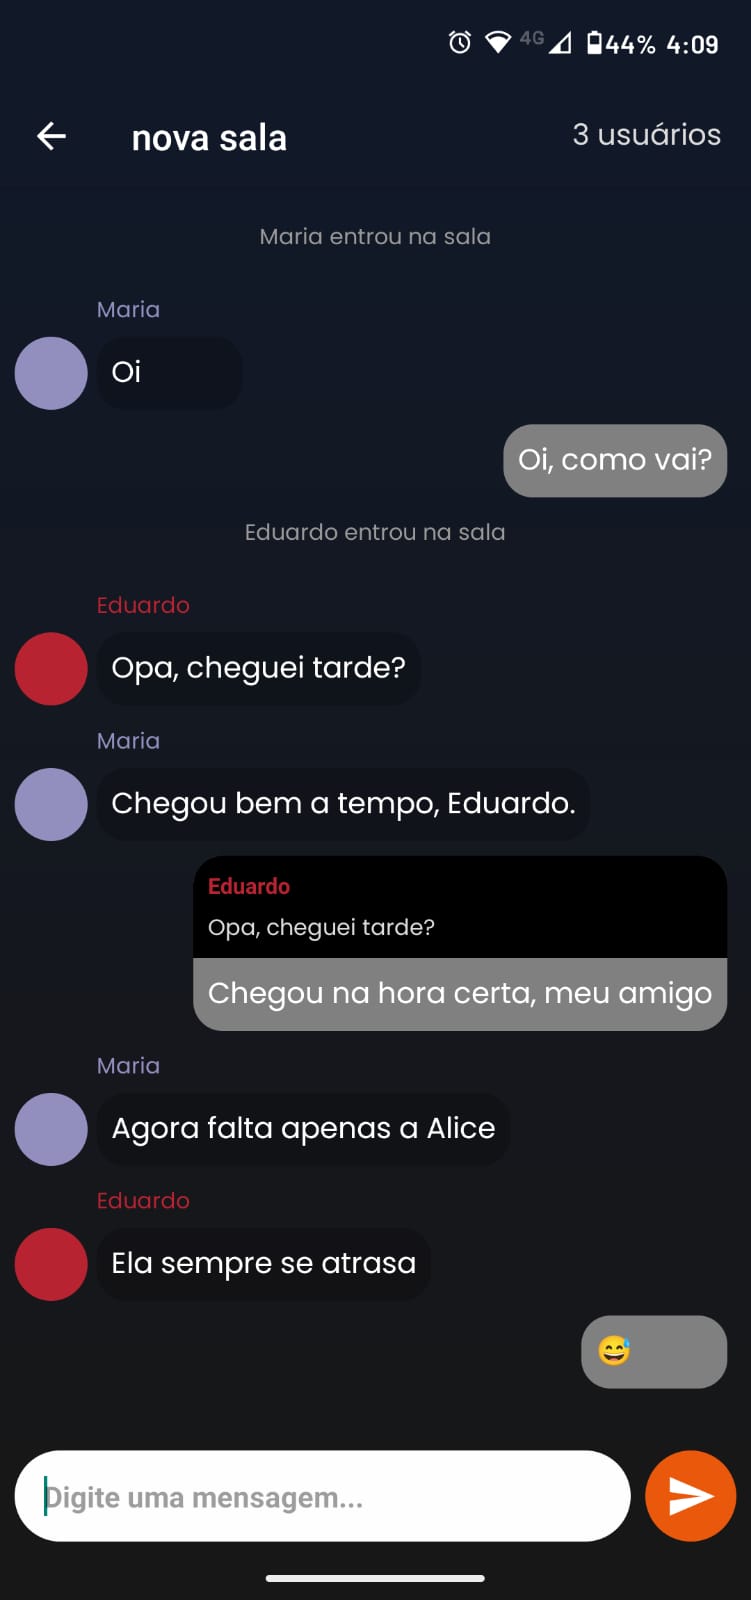 4G 44% 4:09
nova sala 3 usuários
Maria entrou na sala
Maria
Oi
Oi, como vai?
Eduardo entrou na sala
Eduardo
Opa, cheguei tarde?
Maria
Chegou bem a tempo, Eduardo.
Eduardo
Opa, cheguei tarde?
Chegou na hora certa, meu amigo
Maria
Agora falta apenas a Alice
Eduardo
Ela sempre se atrasa
😅
Digite uma mensagem...